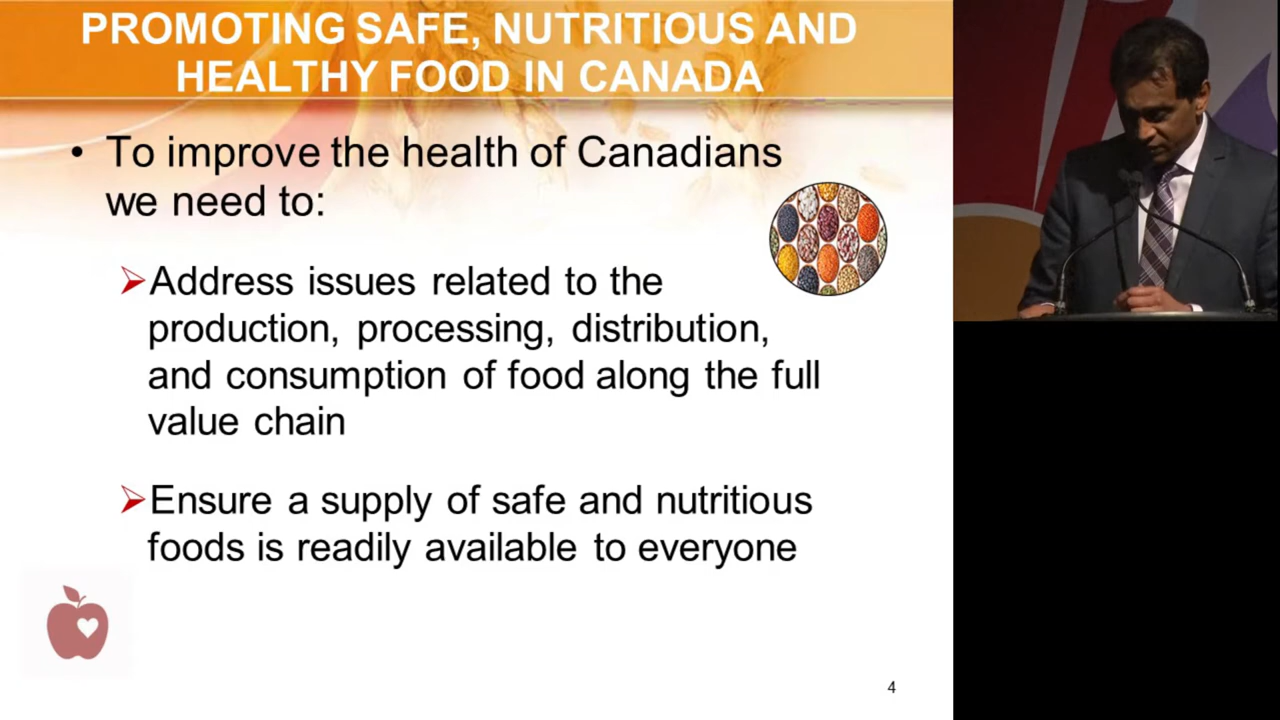 PROMOTING SAFE, NUTRITIOUS AND
HEALTHY FOOD IN CANADA
• To improve the health of Canadians
we need to:
➢Address issues related to the
production, processing, distribution,
and consumption of food along the full
value chain
➢Ensure a supply of safe and nutritious
foods is readily available to everyone
4